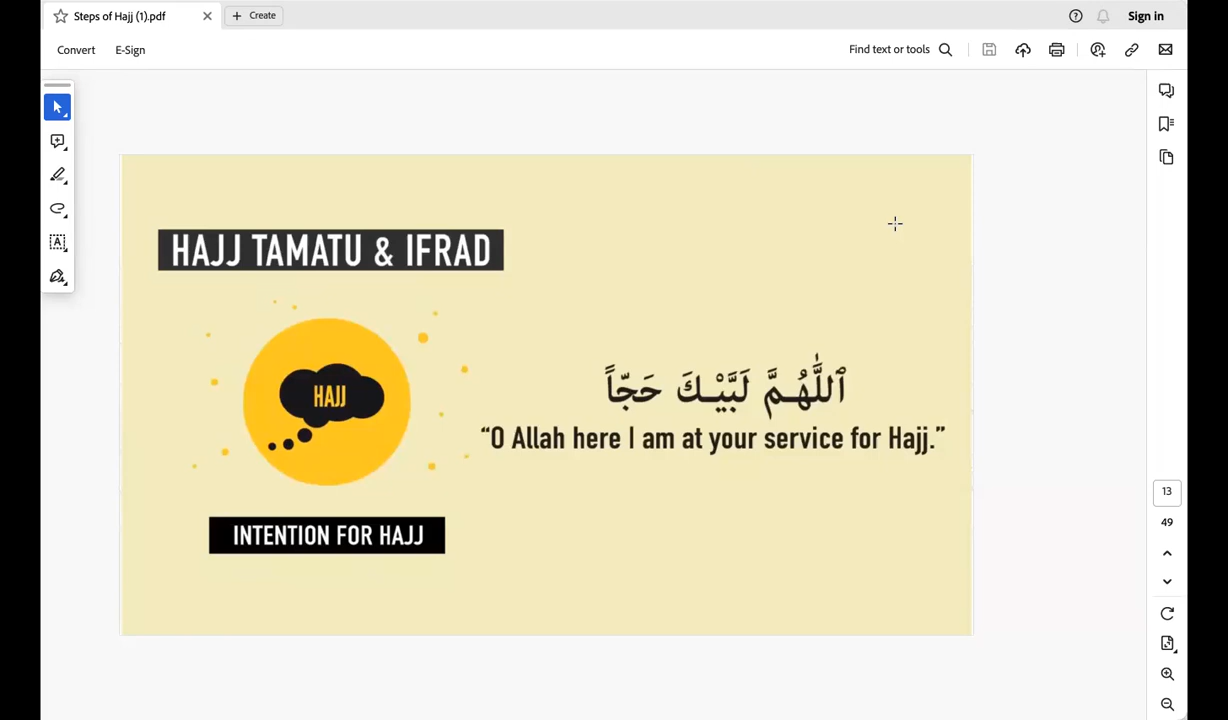 Steps of Hajj (1).pdf
Create
Sign in
Convert
E-Sign
Find text or tools
HAJJ TAMATU & IFRAD
HAJJ
ٱللَّٰهُمَّ لَبَّيْكَ حَجّاً
“O Allah here I am at your service for Hajj.”
INTENTION FOR HAJJ
13
49